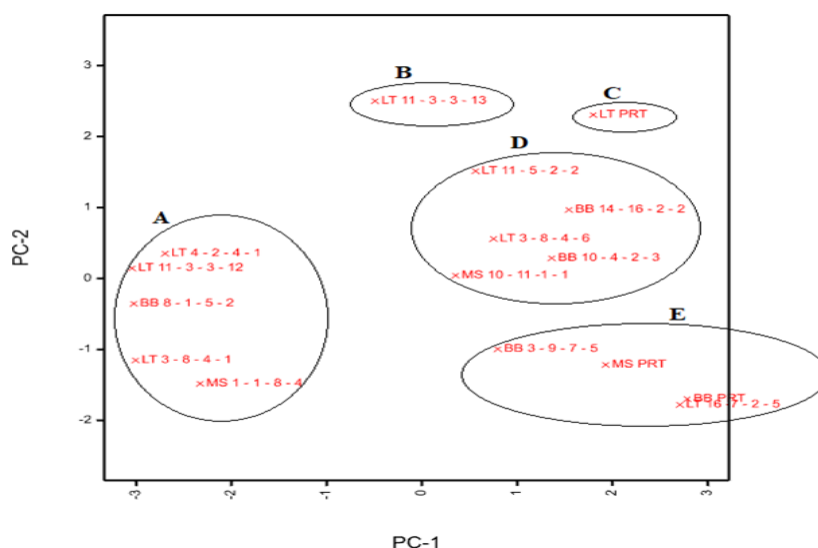 B
LT 11 - 3 - 3 - 13
C
LT PRT
D
LT 11 - 5 - 2 - 2
BB 14 - 16 - 2 - 2
LT 3 - 8 - 4 - 6
BB 10 - 4 - 2 - 3
MS 10 - 11 -1 - 1
A
LT 4 - 2 - 4 - 1
LT 11 - 3 - 3 - 12
BB 8 - 1 - 5 - 2
LT 3 - 8 - 4 - 1
MS 1 - 1 - 8 - 4
E
BB 3 - 9 - 7 - 5
MS PRT
BB PRT
LT 16 - 7 - 2 - 5
3
2
1
0
-1
-2
PC-2
-3 -2 -1 0 1 2 3
PC-1